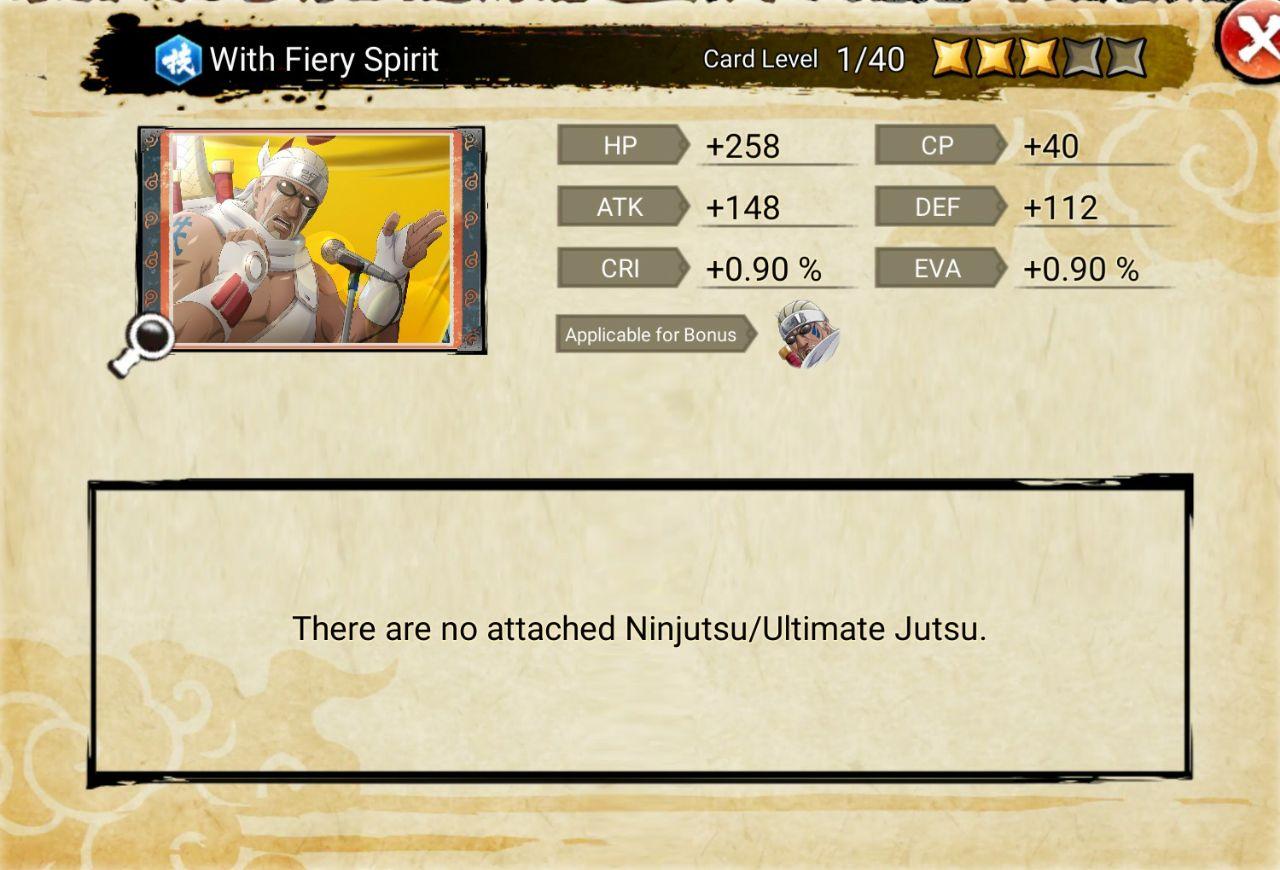 技 With Fiery Spirit Card Level 1/40
HP +258 CP +40
ATK +148 DEF +112
CRI +0.90 % EVA +0.90 %
Applicable for Bonus
There are no attached Ninjutsu/Ultimate Jutsu.